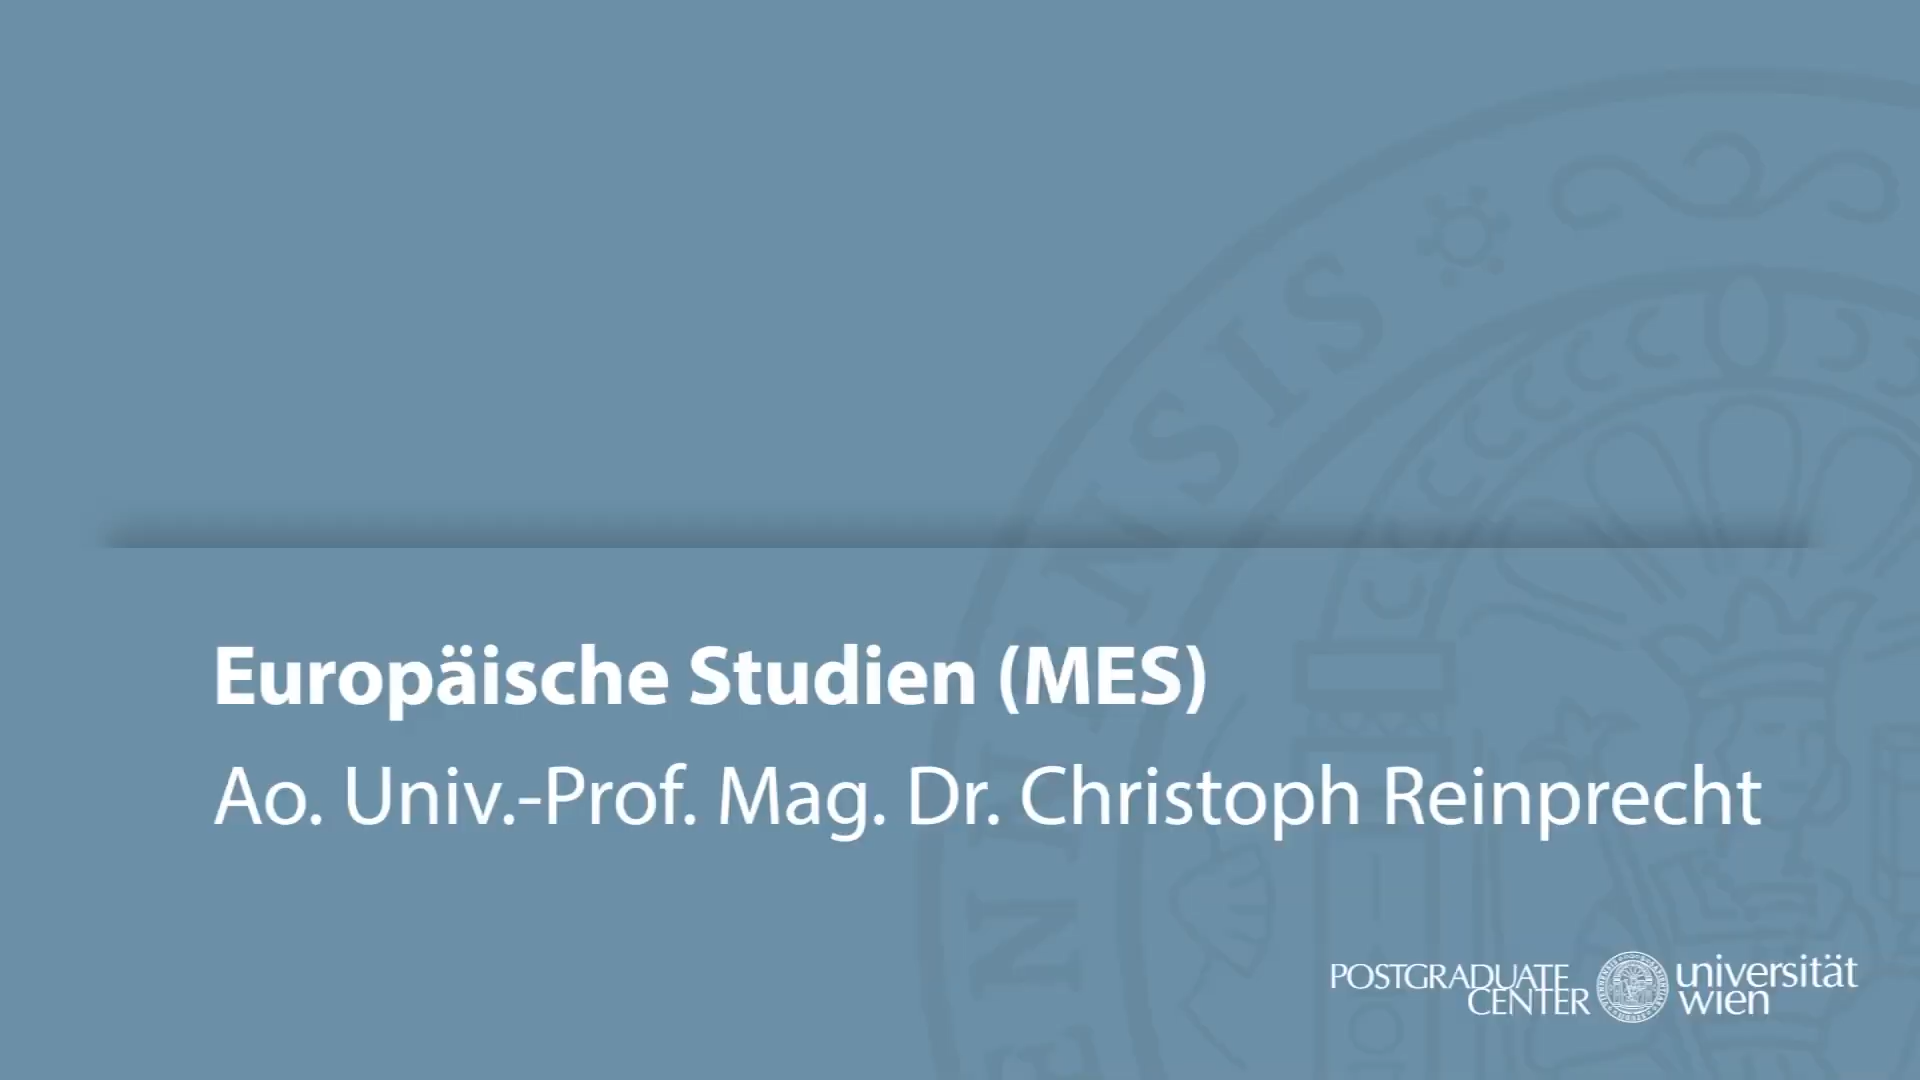 Europäische Studien (MES)
Ao. Univ.-Prof. Mag. Dr. Christoph Reinprecht
POSTGRADUATE
CENTER
universität
wien